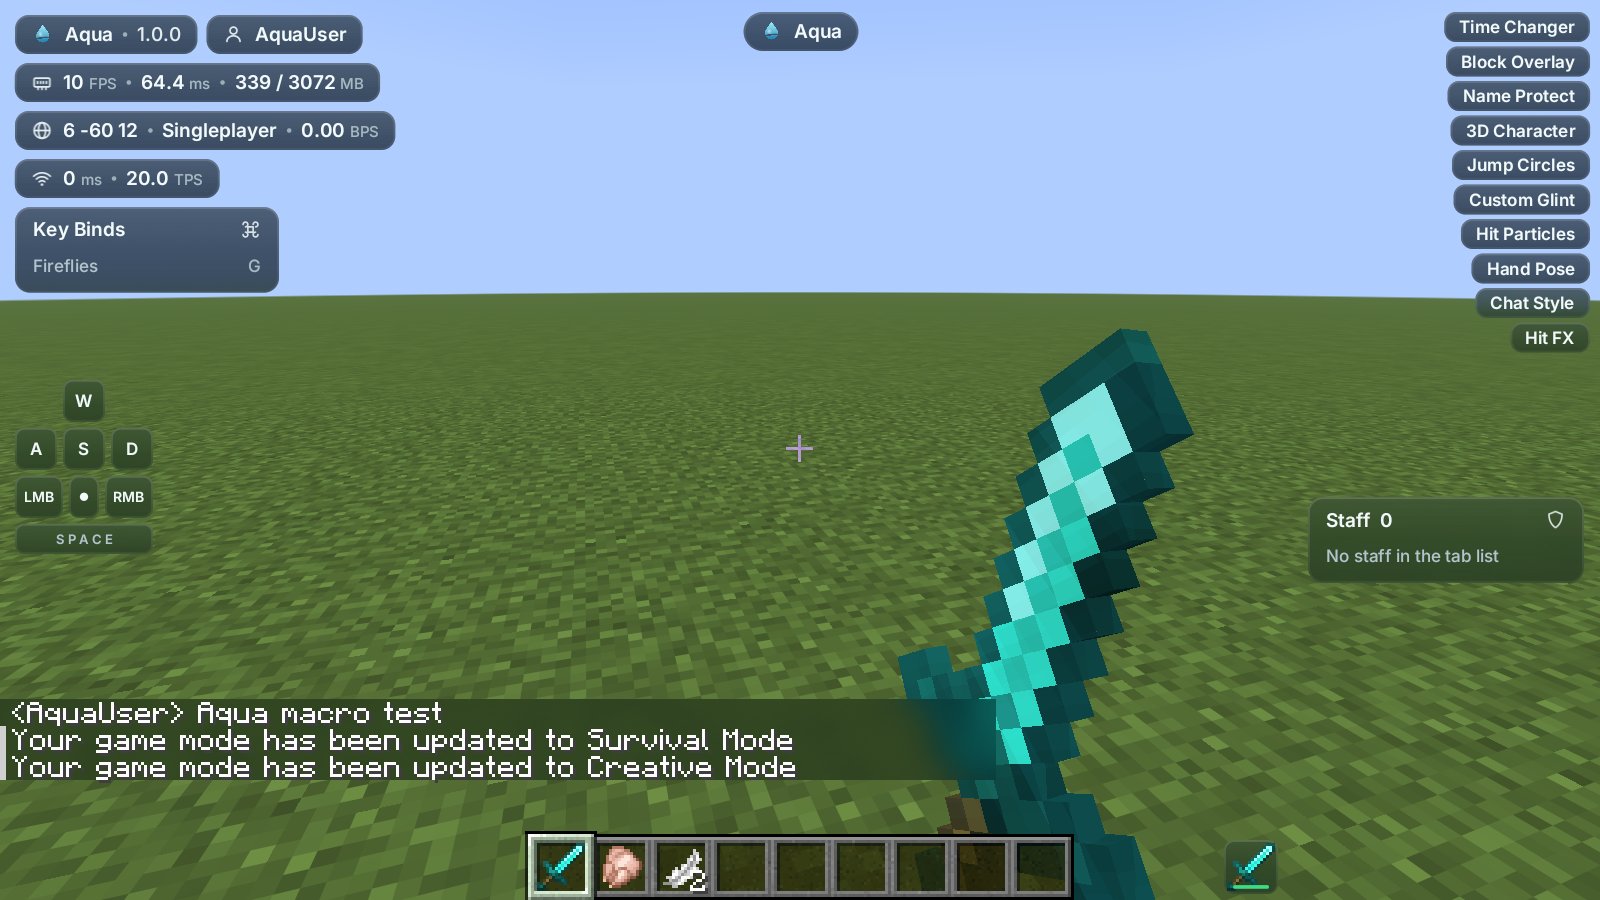 Aqua • 1.0.0
AquaUser
10 FPS • 64.4 ms • 339 / 3072 MB
6 -60 12 • Singleplayer • 0.00 BPS
0 ms • 20.0 TPS
Key Binds ⌘
Fireflies G
Aqua
Time Changer
Block Overlay
Name Protect
3D Character
Jump Circles
Custom Glint
Hit Particles
Hand Pose
Chat Style
Hit FX
W
A S D
LMB • RMB
SPACE
Staff 0
No staff in the tab list
<AquaUser> Aqua macro test
Your game mode has been updated to Survival Mode
Your game mode has been updated to Creative Mode
2